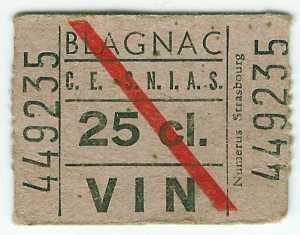 449235
BLAGNAC
C. E. S.N.I.A.S.
25 cl.
VIN
Numerus Strasbourg
449235